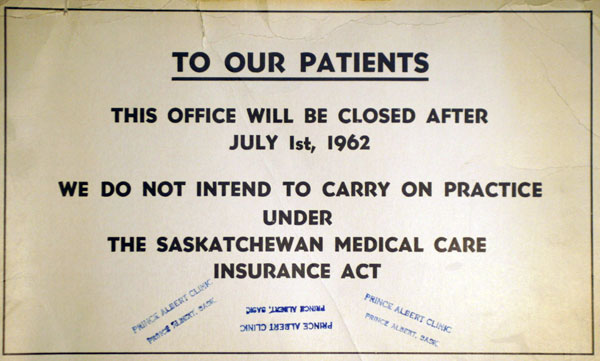 TO OUR PATIENTS
THIS OFFICE WILL BE CLOSED AFTER
JULY 1st, 1962
WE DO NOT INTEND TO CARRY ON PRACTICE
UNDER
THE SASKATCHEWAN MEDICAL CARE
INSURANCE ACT
PRINCE ALBERT CLINIC
PRINCE ALBERT, SASK.
PRINCE ALBERT CLINIC
PRINCE ALBERT, SASK.
PRINCE ALBERT CLINIC
PRINCE ALBERT, SASK.